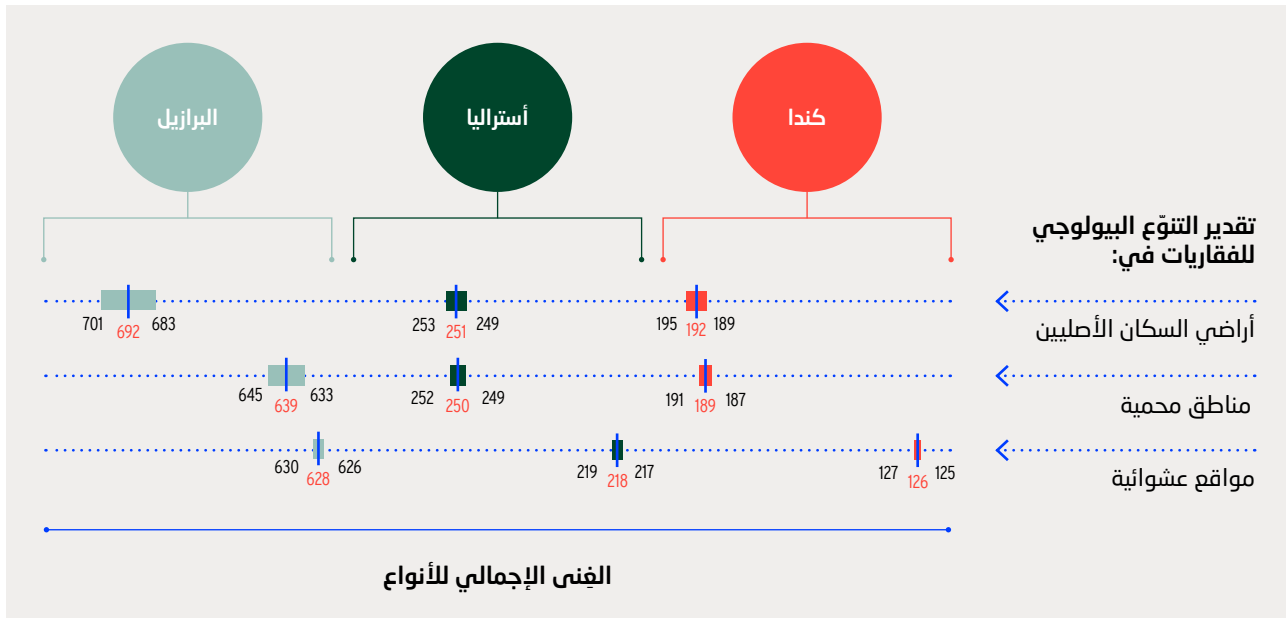 كندا
أستراليا
البرازيل
تقدير التنوّع البيولوجي
للفقاريات في:
أراضي السكان الأصليين
189 192 195
249 251 253
683 692 701
مناطق محمية
187 189 191
249 250 252
633 639 645
مواقع عشوائية
125 126 127
217 218 219
626 628 630
الغِنى الإجمالي للأنواع